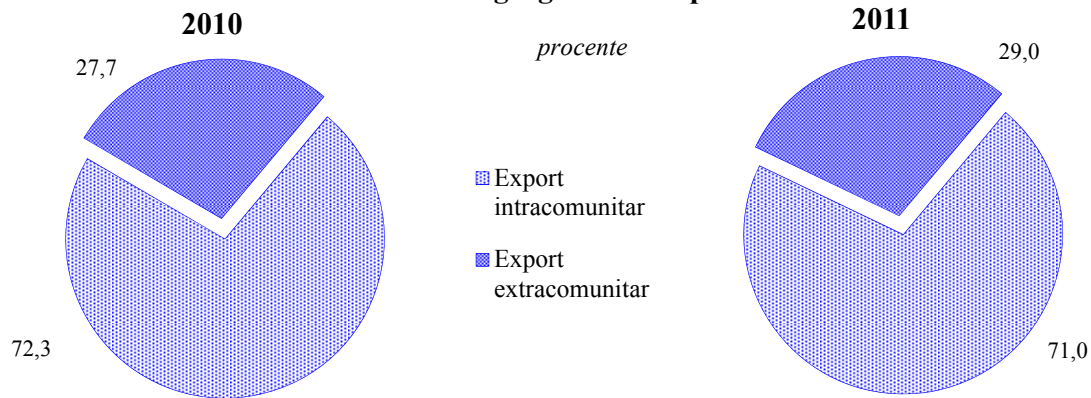 2010
2011
procente
27,7
29,0
Export
intracomunitar
Export
extracomunitar
72,3
71,0